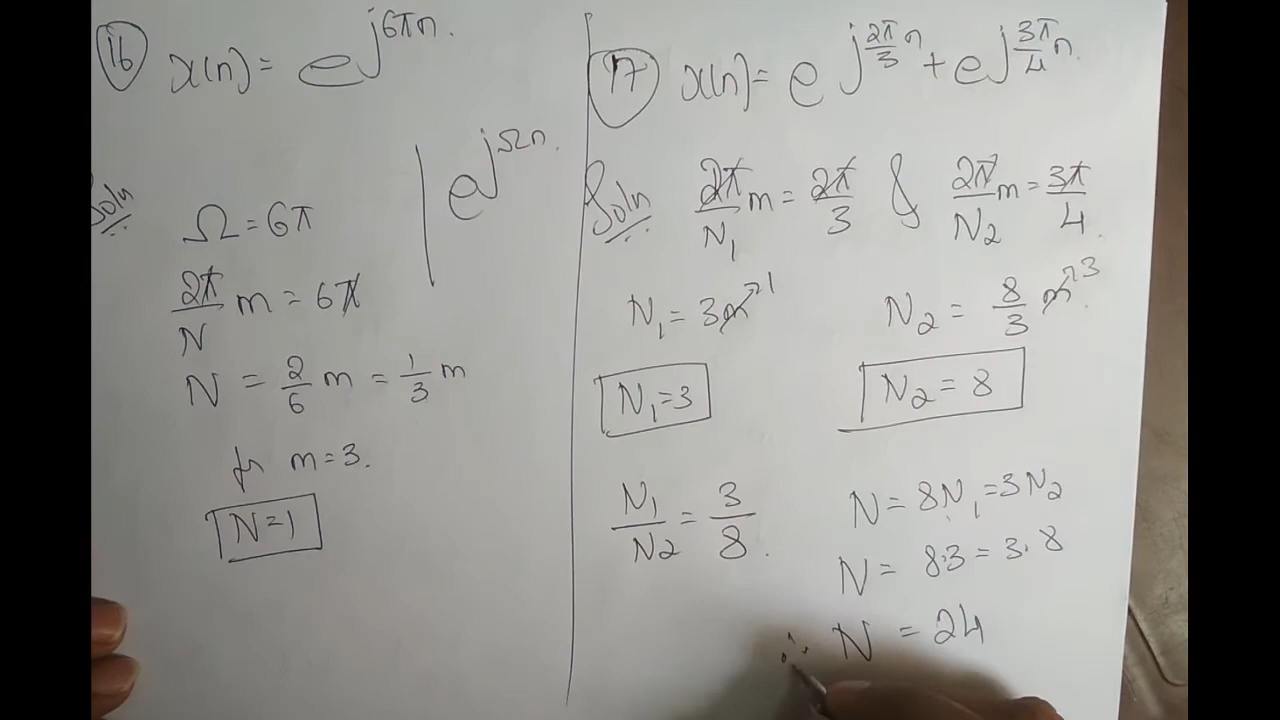 16 x(n) = e^{j6πn}.
Soln
Ω = 6π | e^{jΩn}.
2π/N m = 6π
N = 2/6 m = 1/3 m
for m = 3.
N = 1
17 x(n) = e^{j 2π/3 n} + e^{j 3π/4 n}.
Soln 2π/N₁ m = 2π/3 & 2π/N₂ m = 3π/4.
N₁ = 3m↗1 N₂ = 8/3 m↗3.
N₁ = 3 N₂ = 8
N₁/N₂ = 3/8. N = 8N₁ = 3N₂
N = 8.3 = 3.8
∴ N = 24